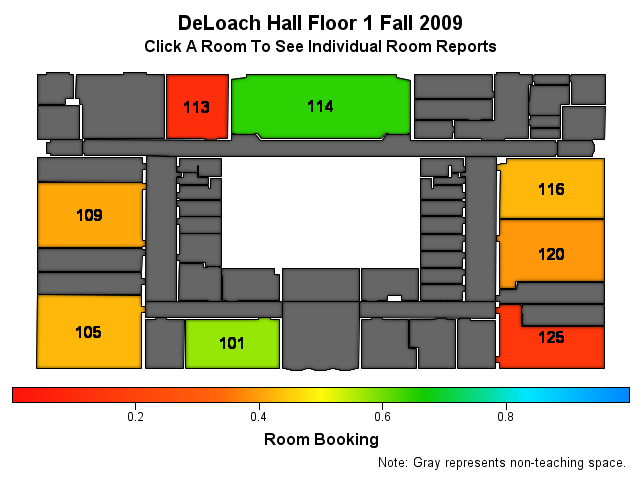 DeLoach Hall Floor 1 Fall 2009
Click A Room To See Individual Room Reports
113
114
116
109
120
105
101
125
0.2 0.4 0.6 0.8
Room Booking
Note: Gray represents non-teaching space.